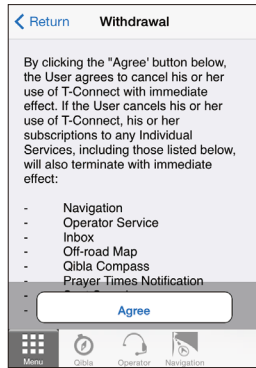 Return
Withdrawal
By clicking the "Agree' button below,
the User agrees to cancel his or her
use of T-Connect with immediate
effect. If the User cancels his or her
use of T-Connect, his or her
subscriptions to any Individual
Services, including those listed below,
will also terminate with immediate
effect:
- Navigation
- Operator Service
- Inbox
- Off-road Map
- Qibla Compass
- Prayer Times Notification
-
-
Agree
Menu Qibla Operator Navigation